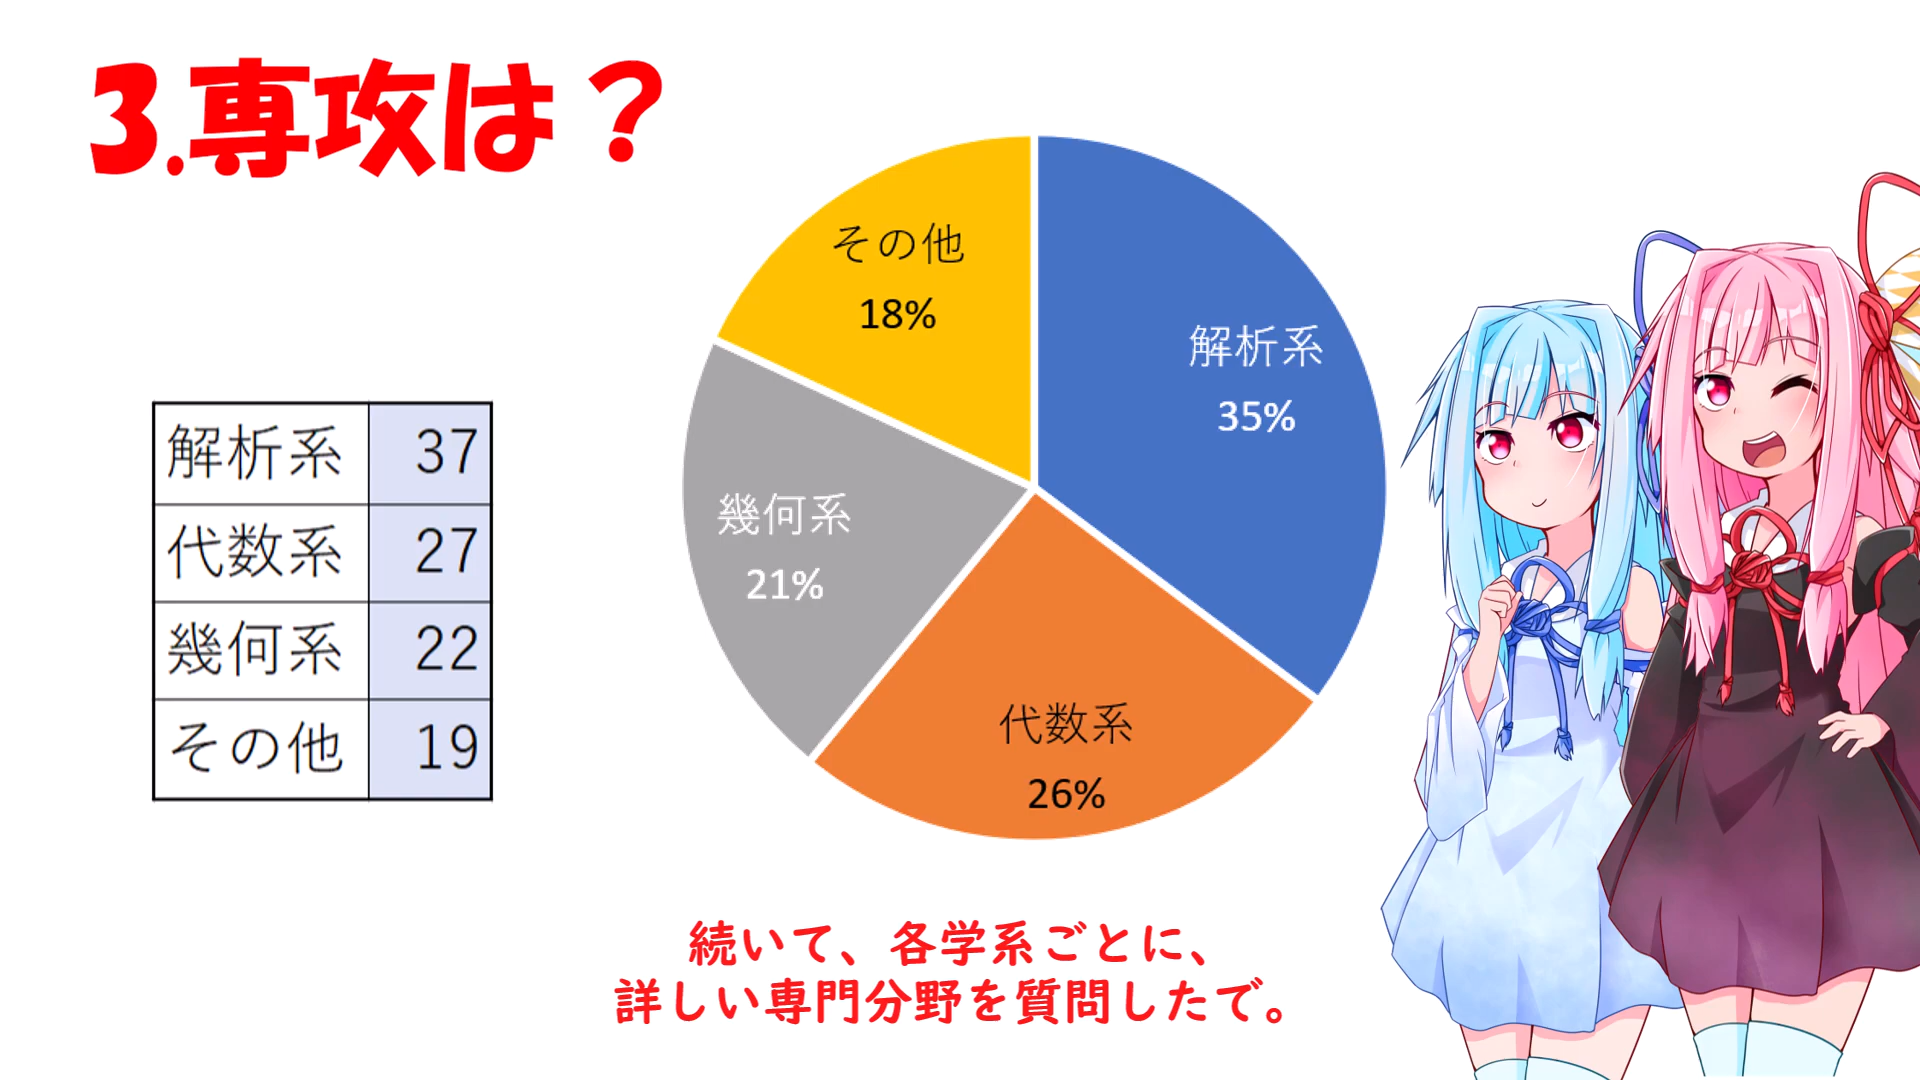 3.専攻は？
解析系 37
代数系 27
幾何系 22
その他 19
その他
18%
解析系
35%
幾何系
21%
代数系
26%
続いて、各学系ごとに、
詳しい専門分野を質問したで。